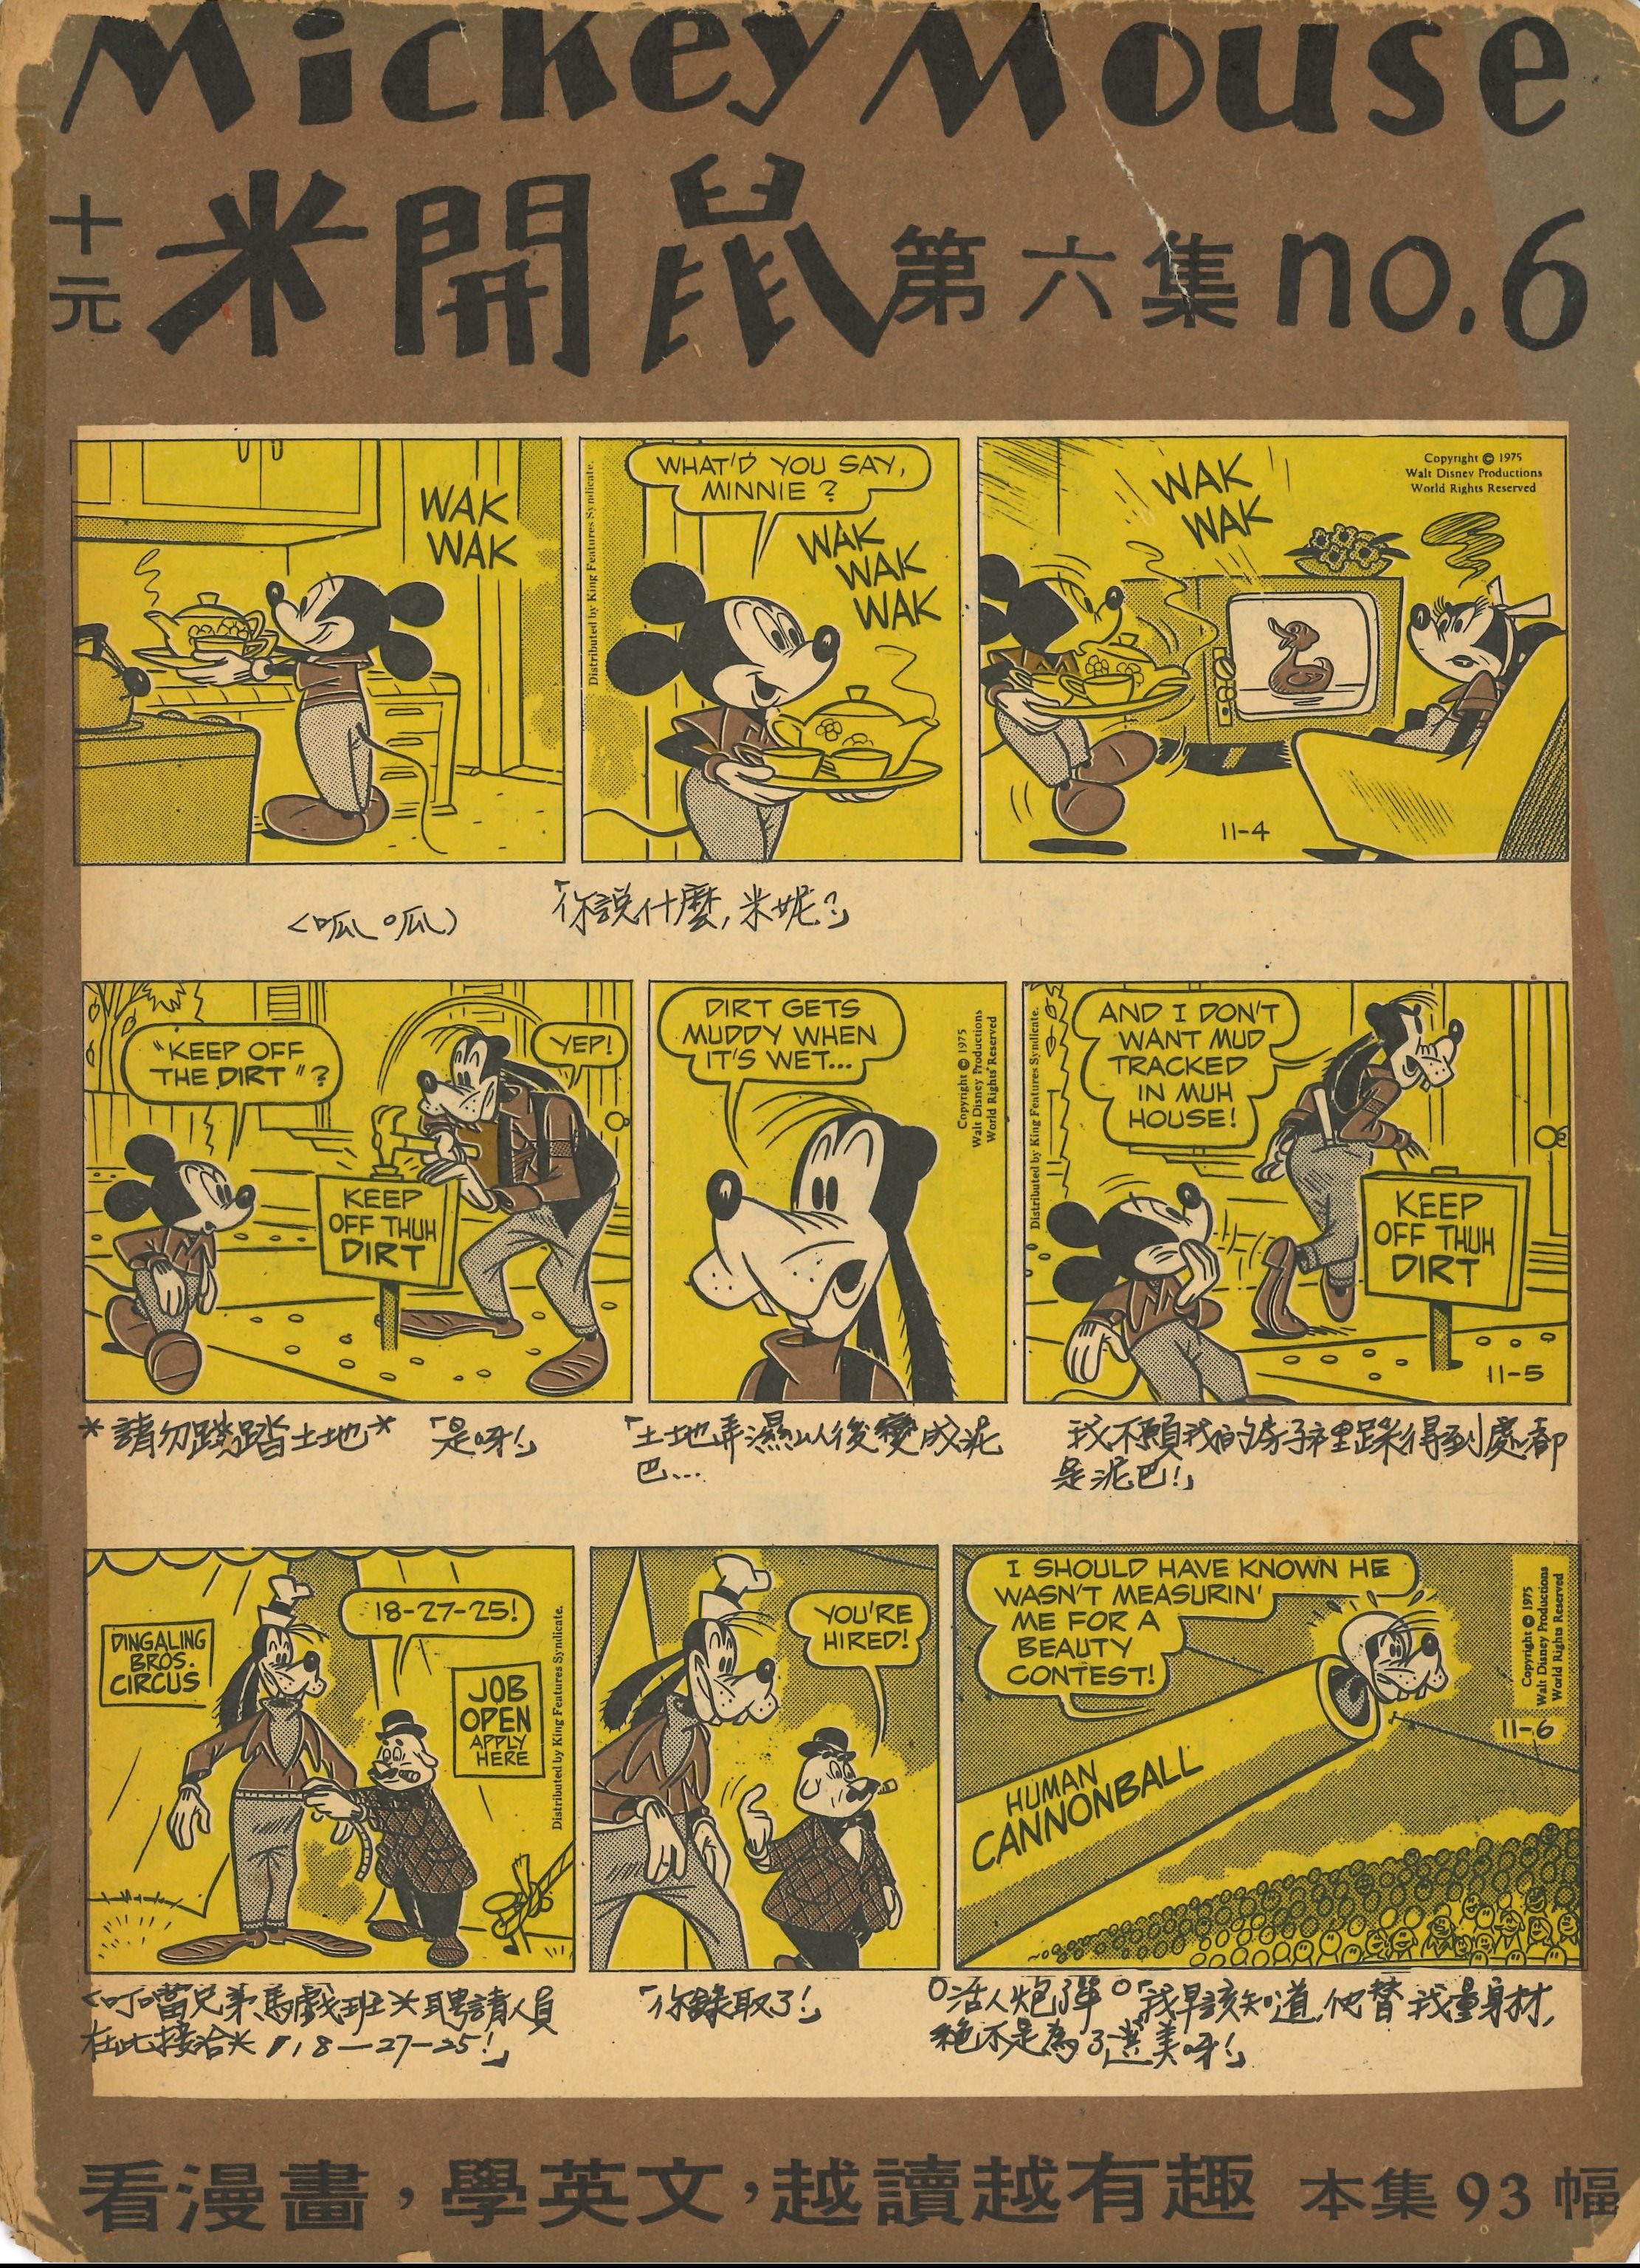 Mickey Mouse
十元 米開鼠 第六集 no.6
WAK
WAK
Distributed by King Features Syndicate.
WHAT'D YOU SAY,
MINNIE?
WAK
WAK
WAK
WAK
WAK
Copyright © 1975
Walt Disney Productions
World Rights Reserved
11-4
<呱呱>
「你說什麼,米妮?」
"KEEP OFF
THE DIRT"?
YEP!
KEEP
OFF THUH
DIRT
DIRT GETS
MUDDY WHEN
IT'S WET...
Copyright © 1975
Walt Disney Productions
World Rights Reserved
Distributed by King Features Syndicate.
AND I DON'T
WANT MUD
TRACKED
IN MUH
HOUSE!
KEEP
OFF THUH
DIRT
11-5
*請勿踐踏土地* 「是呀!」
「土地弄濕以後變成泥
巴...
我不願我的房子裡踩得到處都
是泥巴!」
DINGALING
BROS.
CIRCUS
18-27-25!
JOB
OPEN
APPLY
HERE
Distributed by King Features Syndicate.
YOU'RE
HIRED!
I SHOULD HAVE KNOWN HE
WASN'T MEASURIN'
ME FOR A
BEAUTY
CONTEST!
Copyright © 1975
Walt Disney Productions
World Rights Reserved
11-6
HUMAN
CANNONBALL
<叮噹兄弟馬戲班*聘請人員
在此接洽* 「18-27-25!」
「你錄取了!」
○活人炮彈○「我早該知道,他替我量身材,
絕不是為了選美呀!」
看漫畫,學英文,越讀越有趣 本集93幅